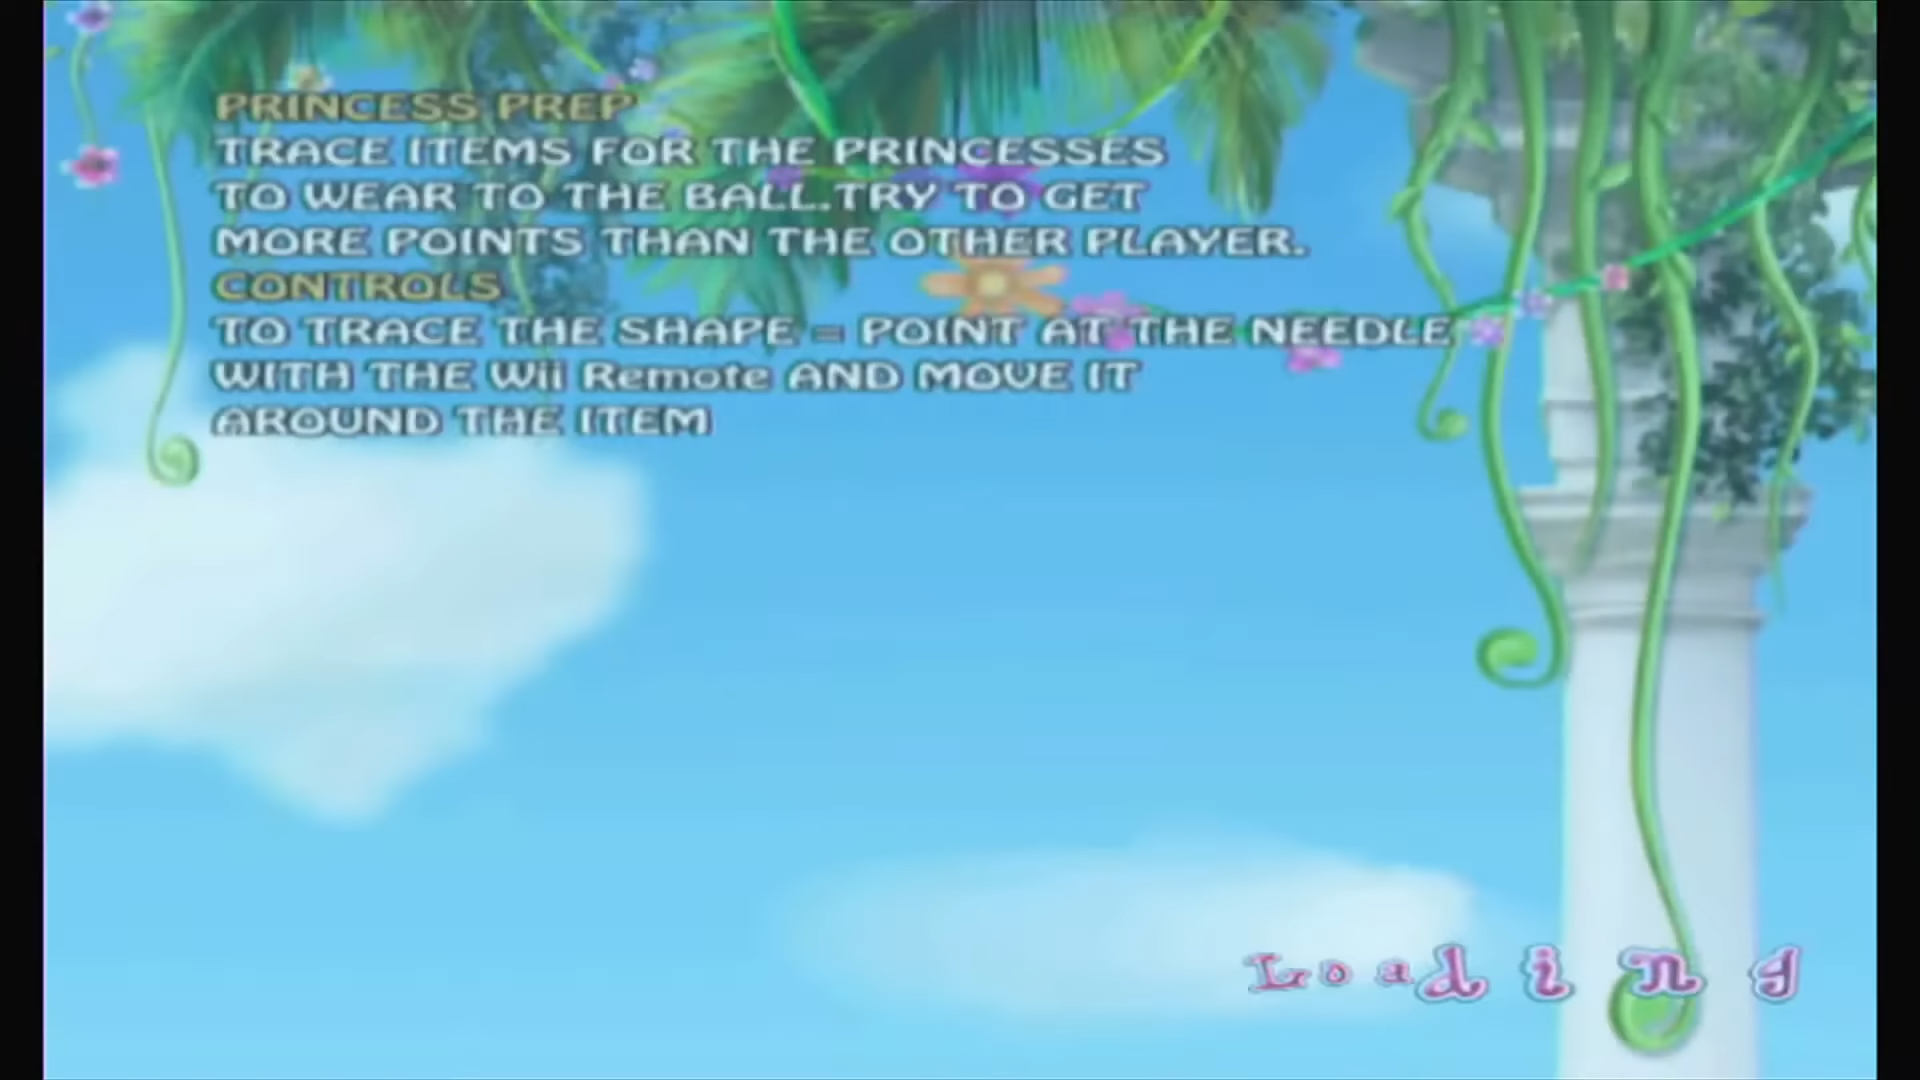 PRINCESS PREP
TRACE ITEMS FOR THE PRINCESSES
TO WEAR TO THE BALL.TRY TO GET
MORE POINTS THAN THE OTHER PLAYER.
CONTROLS
TO TRACE THE SHAPE = POINT AT THE NEEDLE
WITH THE Wii Remote AND MOVE IT
AROUND THE ITEM
Loading